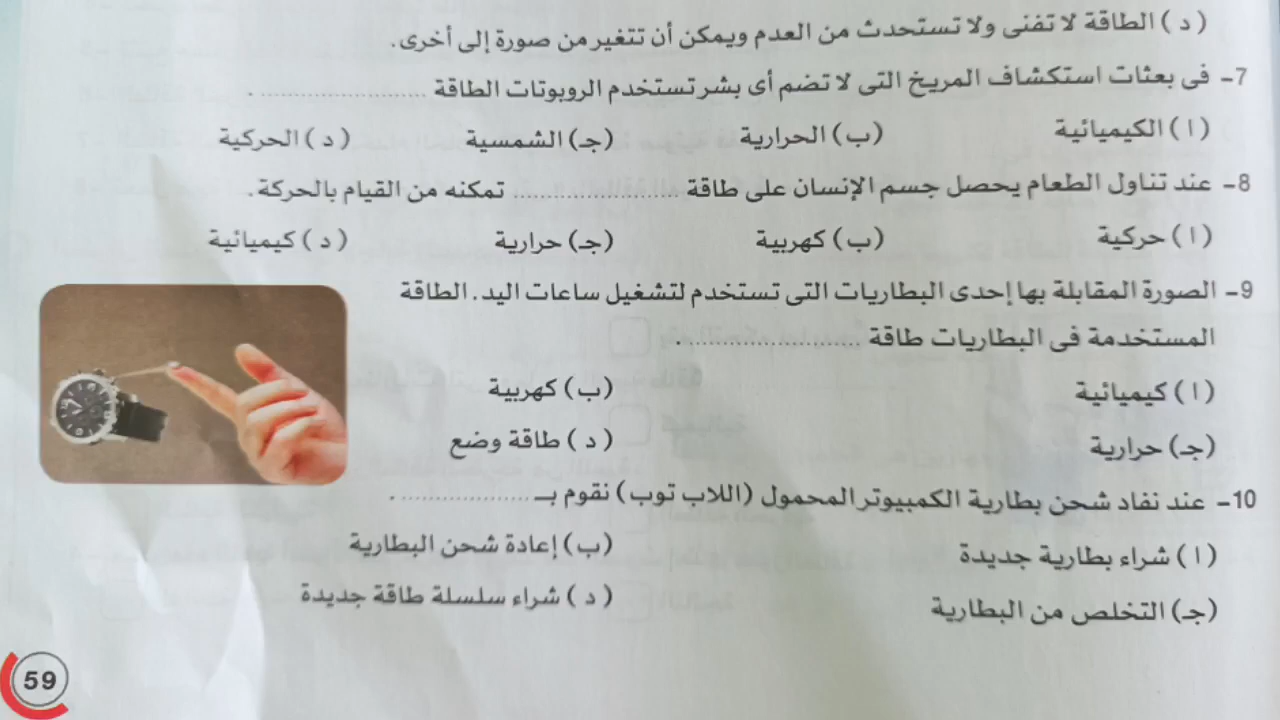 ( د ) الطاقة لا تفنى ولا تستحدث من العدم ويمكن أن تتغير من صورة إلى أخرى.
7- فى بعثات استكشاف المريخ التى لا تضم أى بشر تستخدم الروبوتات الطاقة ..............................
( ا ) الكيميائية (ب) الحرارية (جـ) الشمسية ( د ) الحركية
8- عند تناول الطعام يحصل جسم الإنسان على طاقة ......................... تمكنه من القيام بالحركة.
( ا ) حركية (ب) كهربية (جـ) حرارية ( د ) كيميائية
9- الصورة المقابلة بها إحدى البطاريات التى تستخدم لتشغيل ساعات اليد. الطاقة
المستخدمة فى البطاريات طاقة ......................... .
( ا ) كيميائية (ب) كهربية
(جـ) حرارية ( د ) طاقة وضع
10- عند نفاد شحن بطارية الكمبيوتر المحمول (اللاب توب) نقوم بـ .................... .
( ا ) شراء بطارية جديدة (ب) إعادة شحن البطارية
(جـ) التخلص من البطارية ( د ) شراء سلسلة طاقة جديدة
59